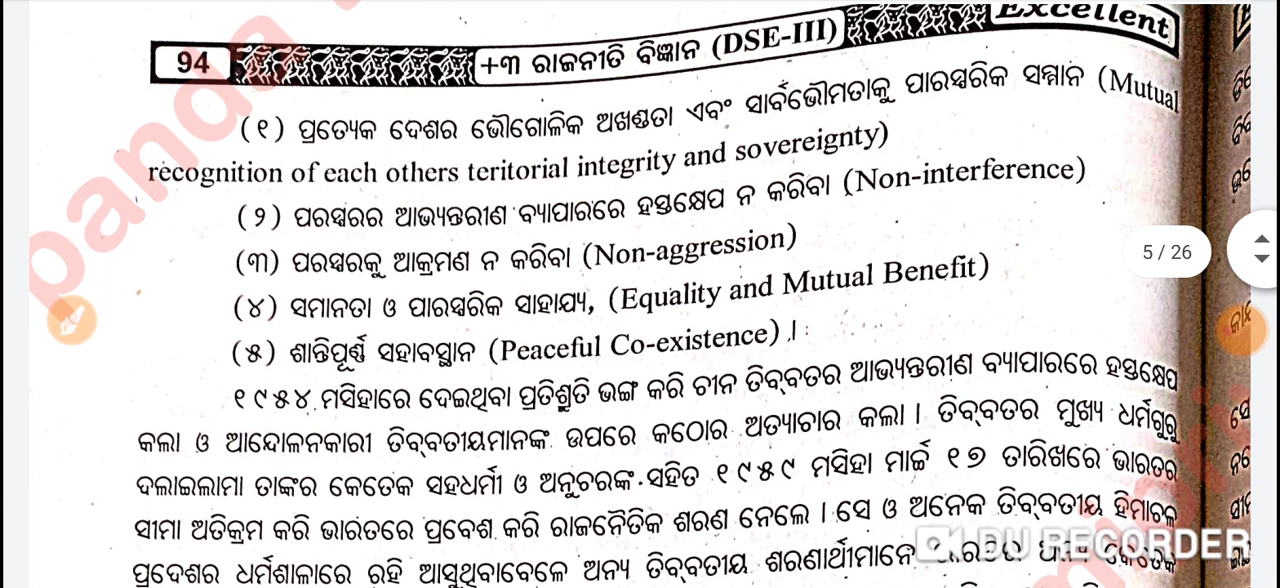 94 +୩ ରାଜନୀତି ବିଜ୍ଞାନ (DSE-III) Excellent
(୧) ପ୍ରତ୍ୟେକ ଦେଶର ଭୌଗୋଳିକ ଅଖଣ୍ଡତା ଏବଂ ସାର୍ବଭୌମତାକୁ ପାରସ୍ପରିକ ସମ୍ମାନ (Mutual
recognition of each others teritorial integrity and sovereignty)
(୨) ପରସ୍ପରର ଆଭ୍ୟନ୍ତରୀଣ ବ୍ୟାପାରରେ ହସ୍ତକ୍ଷେପ ନ କରିବା (Non-interference)
(୩) ପରସ୍ପରକୁ ଆକ୍ରମଣ ନ କରିବା (Non-aggression)
5 / 26
(୪) ସମାନତା ଓ ପାରସ୍ପରିକ ସାହାଯ୍ୟ, (Equality and Mutual Benefit)
(୫) ଶାନ୍ତିପୂର୍ଣ୍ଣ ସହାବସ୍ଥାନ (Peaceful Co-existence) ।
୧୯୫୪ ମସିହାରେ ଦେଇଥିବା ପ୍ରତିଶ୍ରୁତି ଭଙ୍ଗ କରି ଚୀନ ତିବ୍‌ବତର ଆଭ୍ୟନ୍ତରୀଣ ବ୍ୟାପାରରେ ହସ୍ତକ୍ଷେପ
କଲା ଓ ଆନ୍ଦୋଳନକାରୀ ତିବ୍‌ବତୀୟମାନଙ୍କ ଉପରେ କଠୋର ଅତ୍ୟାଚାର କଲା । ତିବ୍‌ବତର ମୁଖ୍ୟ ଧର୍ମଗୁରୁ
ଦଲାଇଲାମା ତାଙ୍କର କେତେକ ସହଧର୍ମୀ ଓ ଅନୁଚରଙ୍କ ସହିତ ୧୯୫୯ ମସିହା ମାର୍ଚ୍ଚ ୧୭ ତାରିଖରେ ଭାରତର
ସୀମା ଅତିକ୍ରମ କରି ଭାରତରେ ପ୍ରବେଶ କରି ରାଜନୈତିକ ଶରଣ ନେଲେ । ସେ ଓ ଅନେକ ତିବ୍‌ବତୀୟ ହିମାଚଳ
DU RECORDER
ପ୍ରଦେଶର ଧର୍ମଶାଳାରେ ରହି ଆସୁଥିବାବେଳେ ଅନ୍ୟ ତିବ୍‌ବତୀୟ ଶରଣାର୍ଥୀମାନେ କେତେକ
panda